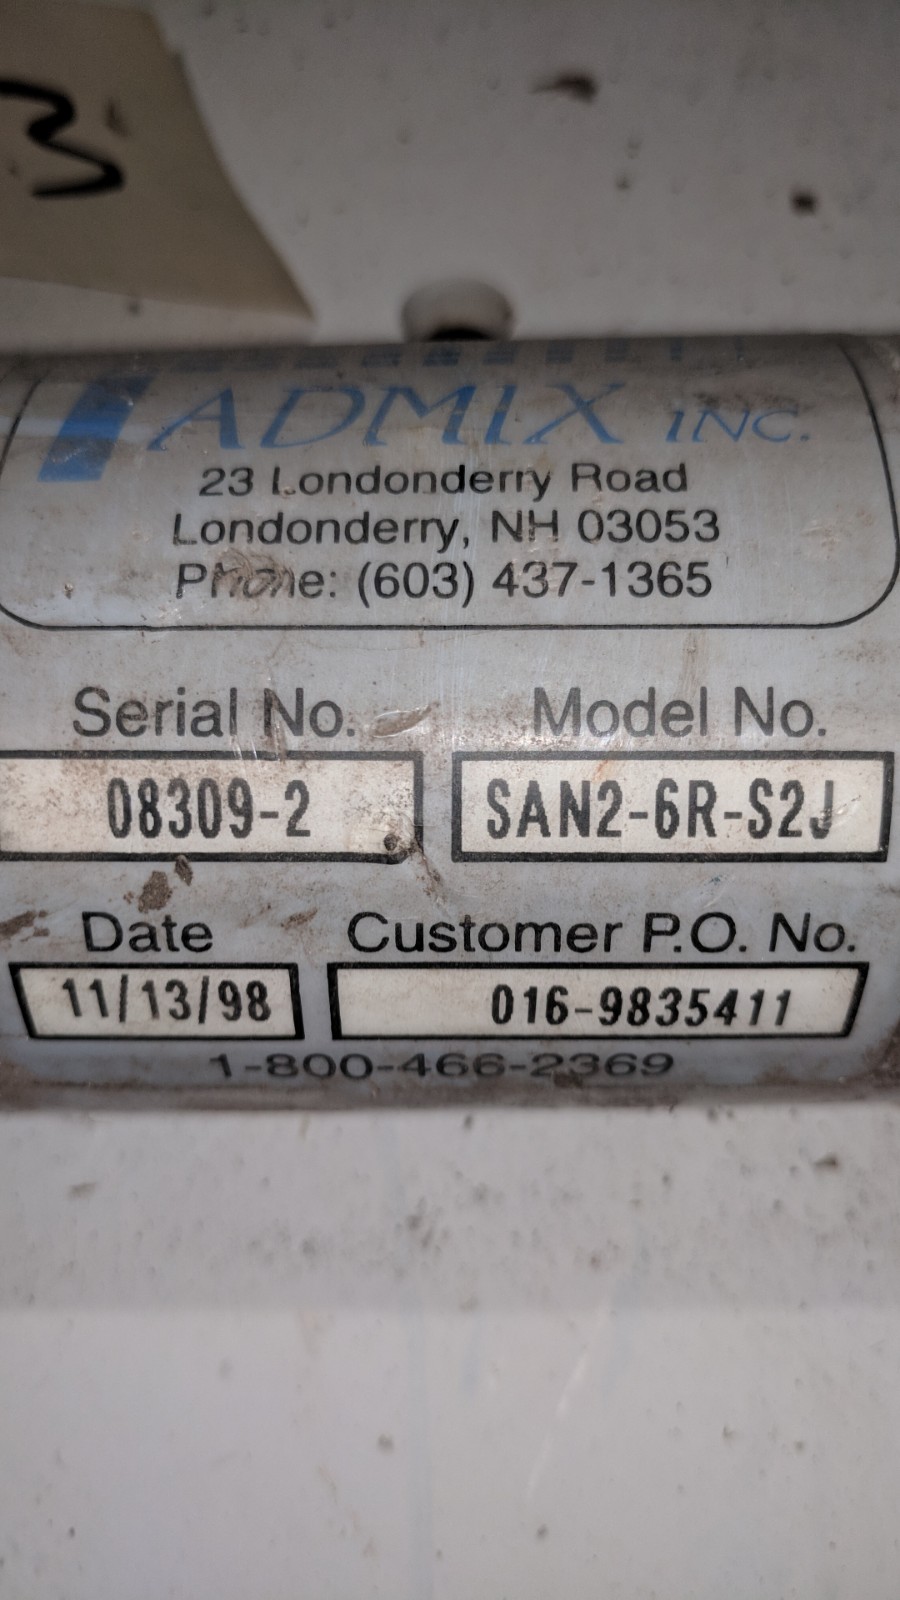 3
ADMIX INC.
23 Londonderry Road
Londonderry, NH 03053
Phone: (603) 437-1365
Serial No. Model No.
08309-2 SAN2-6R-S2J
Date Customer P.O. No.
11/13/98 016-9835411
1-800-466-2369